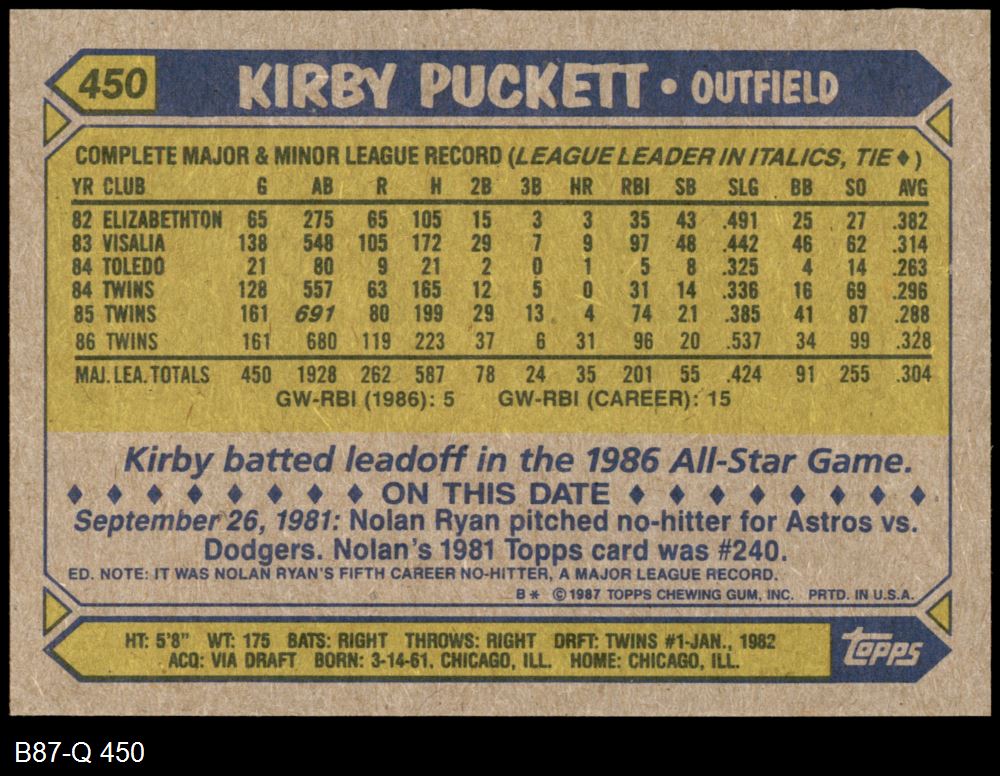 450 KIRBY PUCKETT • OUTFIELD
COMPLETE MAJOR & MINOR LEAGUE RECORD (LEAGUE LEADER IN ITALICS, TIE ♦)
YR CLUB G AB R H 2B 3B HR RBI SB SLG BB SO AVG
82 ELIZABETHTON 65 275 65 105 15 3 3 35 43 .491 25 27 .382
83 VISALIA 138 548 105 172 29 7 9 97 48 .442 46 62 .314
84 TOLEDO 21 80 9 21 2 0 1 5 8 .325 4 14 .263
84 TWINS 128 557 63 165 12 5 0 31 14 .336 16 69 .296
85 TWINS 161 691 80 199 29 13 4 74 21 .385 41 87 .288
86 TWINS 161 680 119 223 37 6 31 96 20 .537 34 99 .328
MAJ. LEA. TOTALS 450 1928 262 587 78 24 35 201 55 .424 91 255 .304
GW-RBI (1986): 5 GW-RBI (CAREER): 15
Kirby batted leadoff in the 1986 All-Star Game.
♦ ♦ ♦ ♦ ♦ ♦ ♦ ♦ ON THIS DATE ♦ ♦ ♦ ♦ ♦ ♦ ♦ ♦
September 26, 1981: Nolan Ryan pitched no-hitter for Astros vs.
Dodgers. Nolan's 1981 Topps card was #240.
ED. NOTE: IT WAS NOLAN RYAN'S FIFTH CAREER NO-HITTER, A MAJOR LEAGUE RECORD.
B* © 1987 TOPPS CHEWING GUM, INC. PRTD. IN U.S.A.
HT: 5'8" WT: 175 BATS: RIGHT THROWS: RIGHT DRFT: TWINS #1-JAN., 1982
ACQ: VIA DRAFT BORN: 3-14-61, CHICAGO, ILL. HOME: CHICAGO, ILL.
topps
B87-Q 450